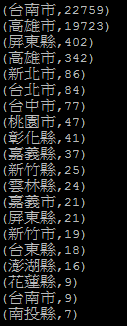 (台南市,22759)
(高雄市,19723)
(屏東縣,402)
(高雄縣,342)
(新北市,86)
(台北市,84)
(台中市,77)
(桃園市,47)
(彰化縣,41)
(嘉義縣,37)
(新竹縣,25)
(雲林縣,24)
(嘉義市,21)
(屏東縣,21)
(新竹市,19)
(台東縣,18)
(澎湖縣,16)
(花蓮縣,9)
(台南市,9)
(南投縣,7)